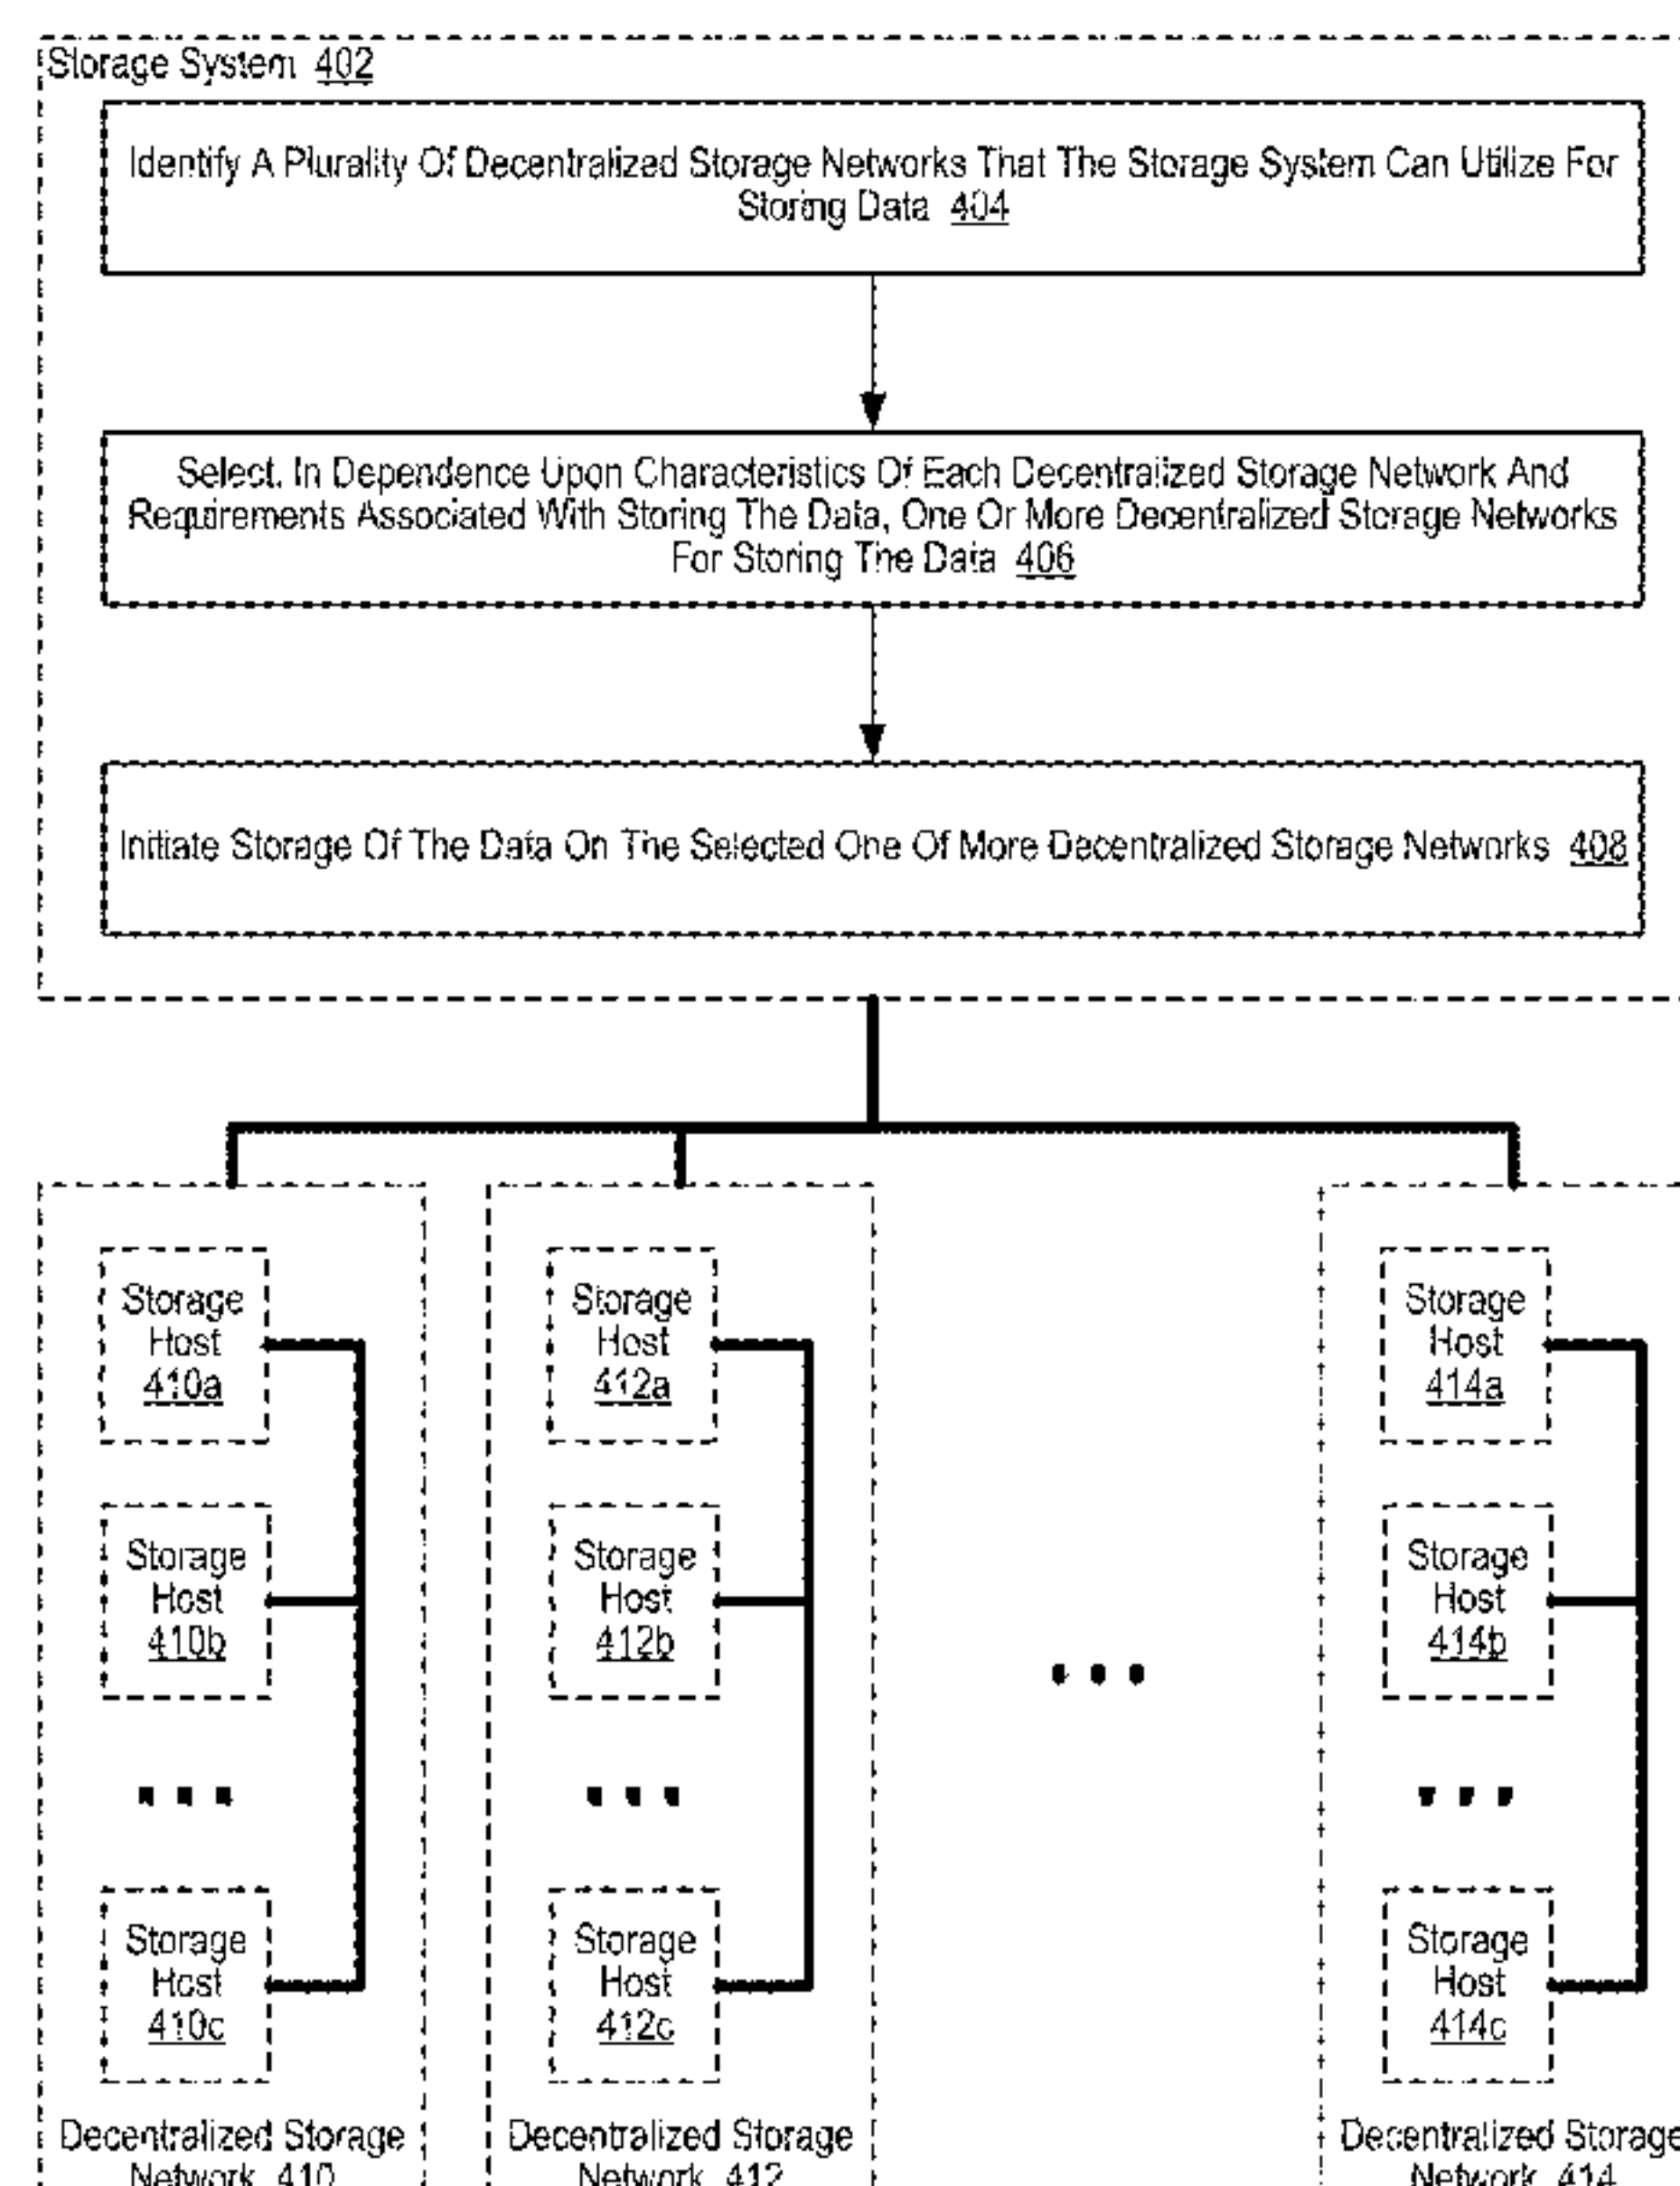 Storage System 402
Identify A Plurality Of Decentralized Storage Networks That The Storage System Can Utilize For
Storing Data 404
Select, In Dependence Upon Characteristics Of Each Decentralized Storage Network And
Requirements Associated With Storing The Data, One Or More Decentralized Storage Networks
For Storing The Data 406
Initiate Storage Of The Data On The Selected One Of More Decentralized Storage Networks 408
Storage
Host
410a
Storage
Host
410b
Storage
Host
410c
Decentralized Storage
Network 410
Storage
Host
412a
Storage
Host
412b
Storage
Host
412c
Decentralized Storage
Network 412
Storage
Host
414a
Storage
Host
414b
Storage
Host
414c
Decentralized Storage
Network 414